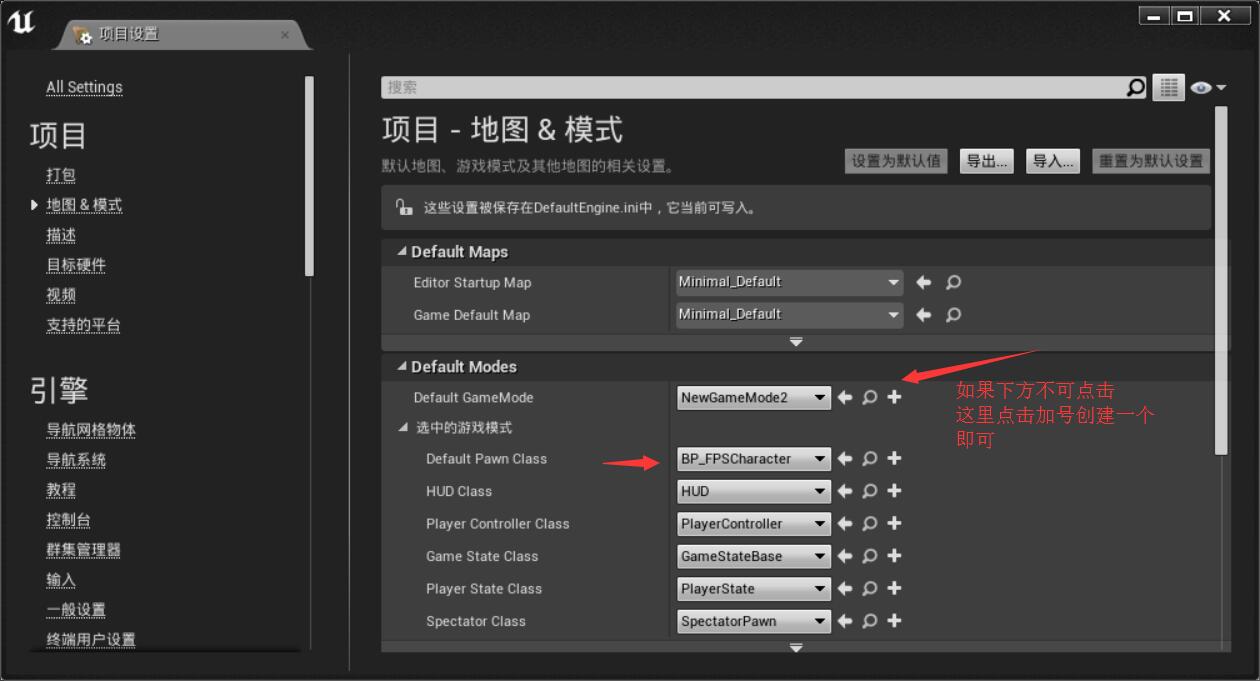 项目设置
All Settings
项目
打包
地图 & 模式
描述
目标硬件
视频
支持的平台
引擎
导航网格物体
导航系统
教程
控制台
群集管理器
输入
一般设置
终端用户设置
搜索
项目 - 地图 & 模式
默认地图、游戏模式及其他地图的相关设置。
设置为默认值 导出... 导入... 重置为默认设置
这些设置被保存在DefaultEngine.ini中，它当前可写入。
Default Maps
Editor Startup Map Minimal_Default
Game Default Map Minimal_Default
Default Modes
Default GameMode NewGameMode2
选中的游戏模式
Default Pawn Class BP_FPSCharacter
HUD Class HUD
Player Controller Class PlayerController
Game State Class GameStateBase
Player State Class PlayerState
Spectator Class SpectatorPawn
如果下方不可点击
这里点击加号创建一个
即可